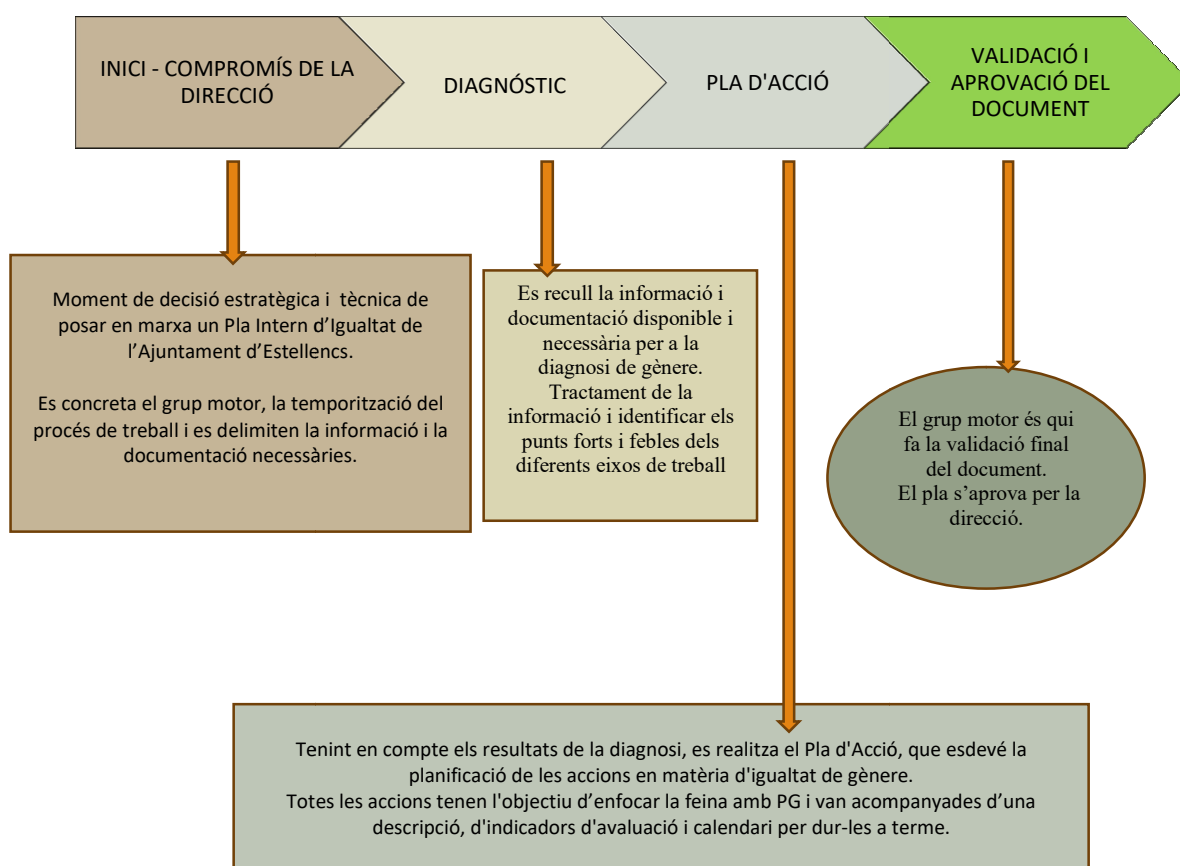 INICI - COMPROMÍS DE LA
DIRECCIÓ
DIAGNÓSTIC
PLA D'ACCIÓ
VALIDACIÓ I
APROVACIÓ DEL
DOCUMENT
Moment de decisió estratègica i tècnica de
posar en marxa un Pla Intern d’Igualtat de
l’Ajuntament d’Estellencs.
Es concreta el grup motor, la temporització del
procés de treball i es delimiten la informació i la
documentació necessàries.
Es recull la informació i
documentació disponible i
necessària per a la
diagnosi de gènere.
Tractament de la
informació i identificar els
punts forts i febles dels
diferents eixos de treball
El grup motor és qui
fa la validació final
del document.
El pla s’aprova per la
direcció.
Tenint en compte els resultats de la diagnosi, es realitza el Pla d'Acció, que esdevé la
planificació de les accions en matèria d'igualtat de gènere.
Totes les accions tenen l'objectiu d’enfocar la feina amb PG i van acompanyades d’una
descripció, d'indicadors d'avaluació i calendari per dur-les a terme.